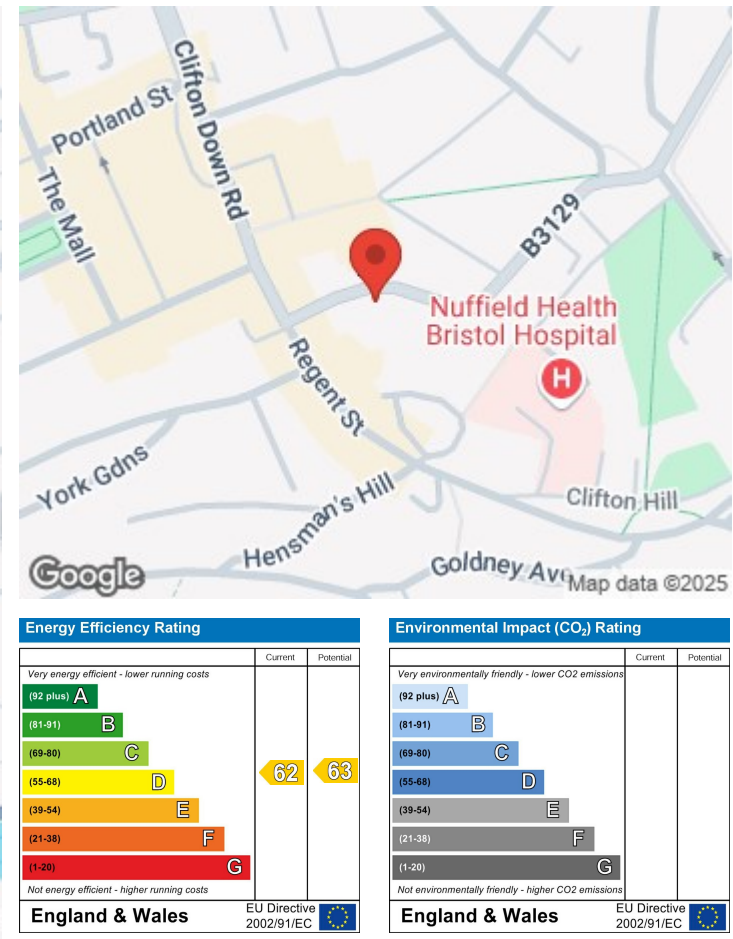 Clifton Down Rd
Portland St
The Mall
B3129
Nuffield Health
Bristol Hospital
H
Regent St
York Gdns
Hensman's Hill
Clifton Hill
Goldney Ave
Google
Map data ©2025
Energy Efficiency Rating
Current Potential
Very energy efficient - lower running costs
(92 plus) A
(81-91) B
(69-80) C
(55-68) D
62 63
(39-54) E
(21-38) F
(1-20) G
Not energy efficient - higher running costs
England & Wales
EU Directive
2002/91/EC
Environmental Impact (CO₂) Rating
Current Potential
Very environmentally friendly - lower CO2 emissions
(92 plus) A
(81-91) B
(69-80) C
(55-68) D
(39-54) E
(21-38) F
(1-20) G
Not environmentally friendly - higher CO2 emissions
England & Wales
EU Directive
2002/91/EC